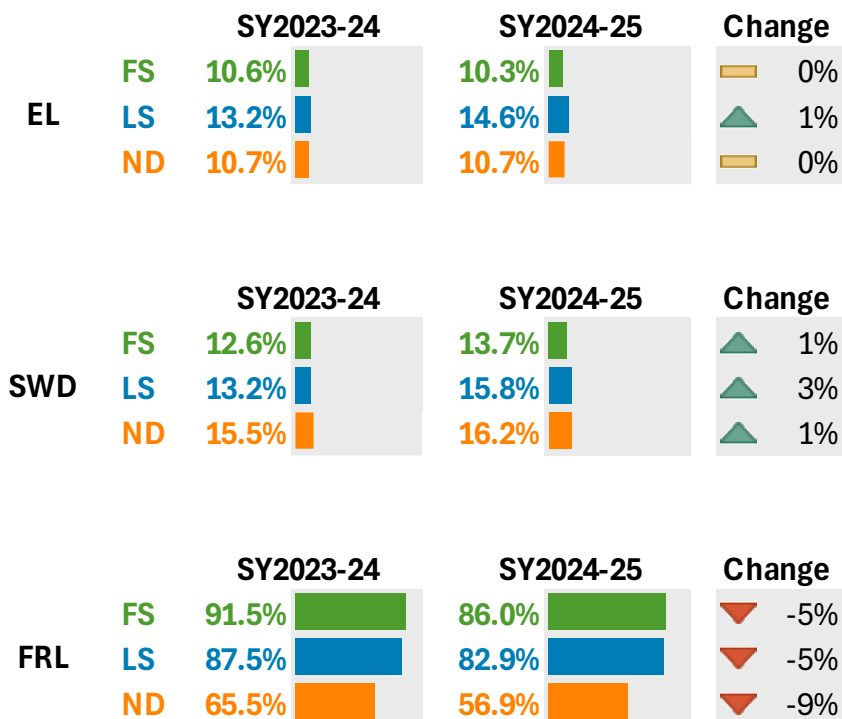 SY2023-24 SY2024-25 Change
FS 10.6% 10.3% 0%
EL LS 13.2% 14.6% 1%
ND 10.7% 10.7% 0%
SY2023-24 SY2024-25 Change
FS 12.6% 13.7% 1%
SWD LS 13.2% 15.8% 3%
ND 15.5% 16.2% 1%
SY2023-24 SY2024-25 Change
FS 91.5% 86.0% -5%
FRL LS 87.5% 82.9% -5%
ND 65.5% 56.9% -9%